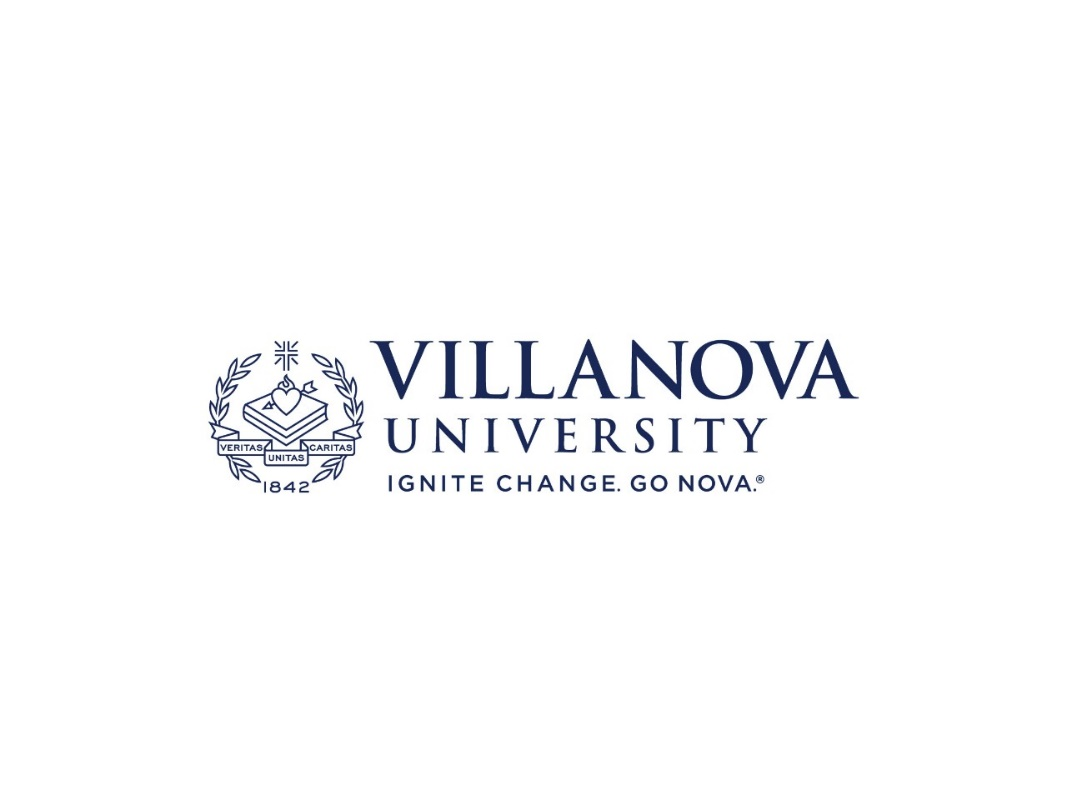 VILLANOVA
UNIVERSITY
IGNITE CHANGE. GO NOVA.®
VERITAS UNITAS CARITAS
1842